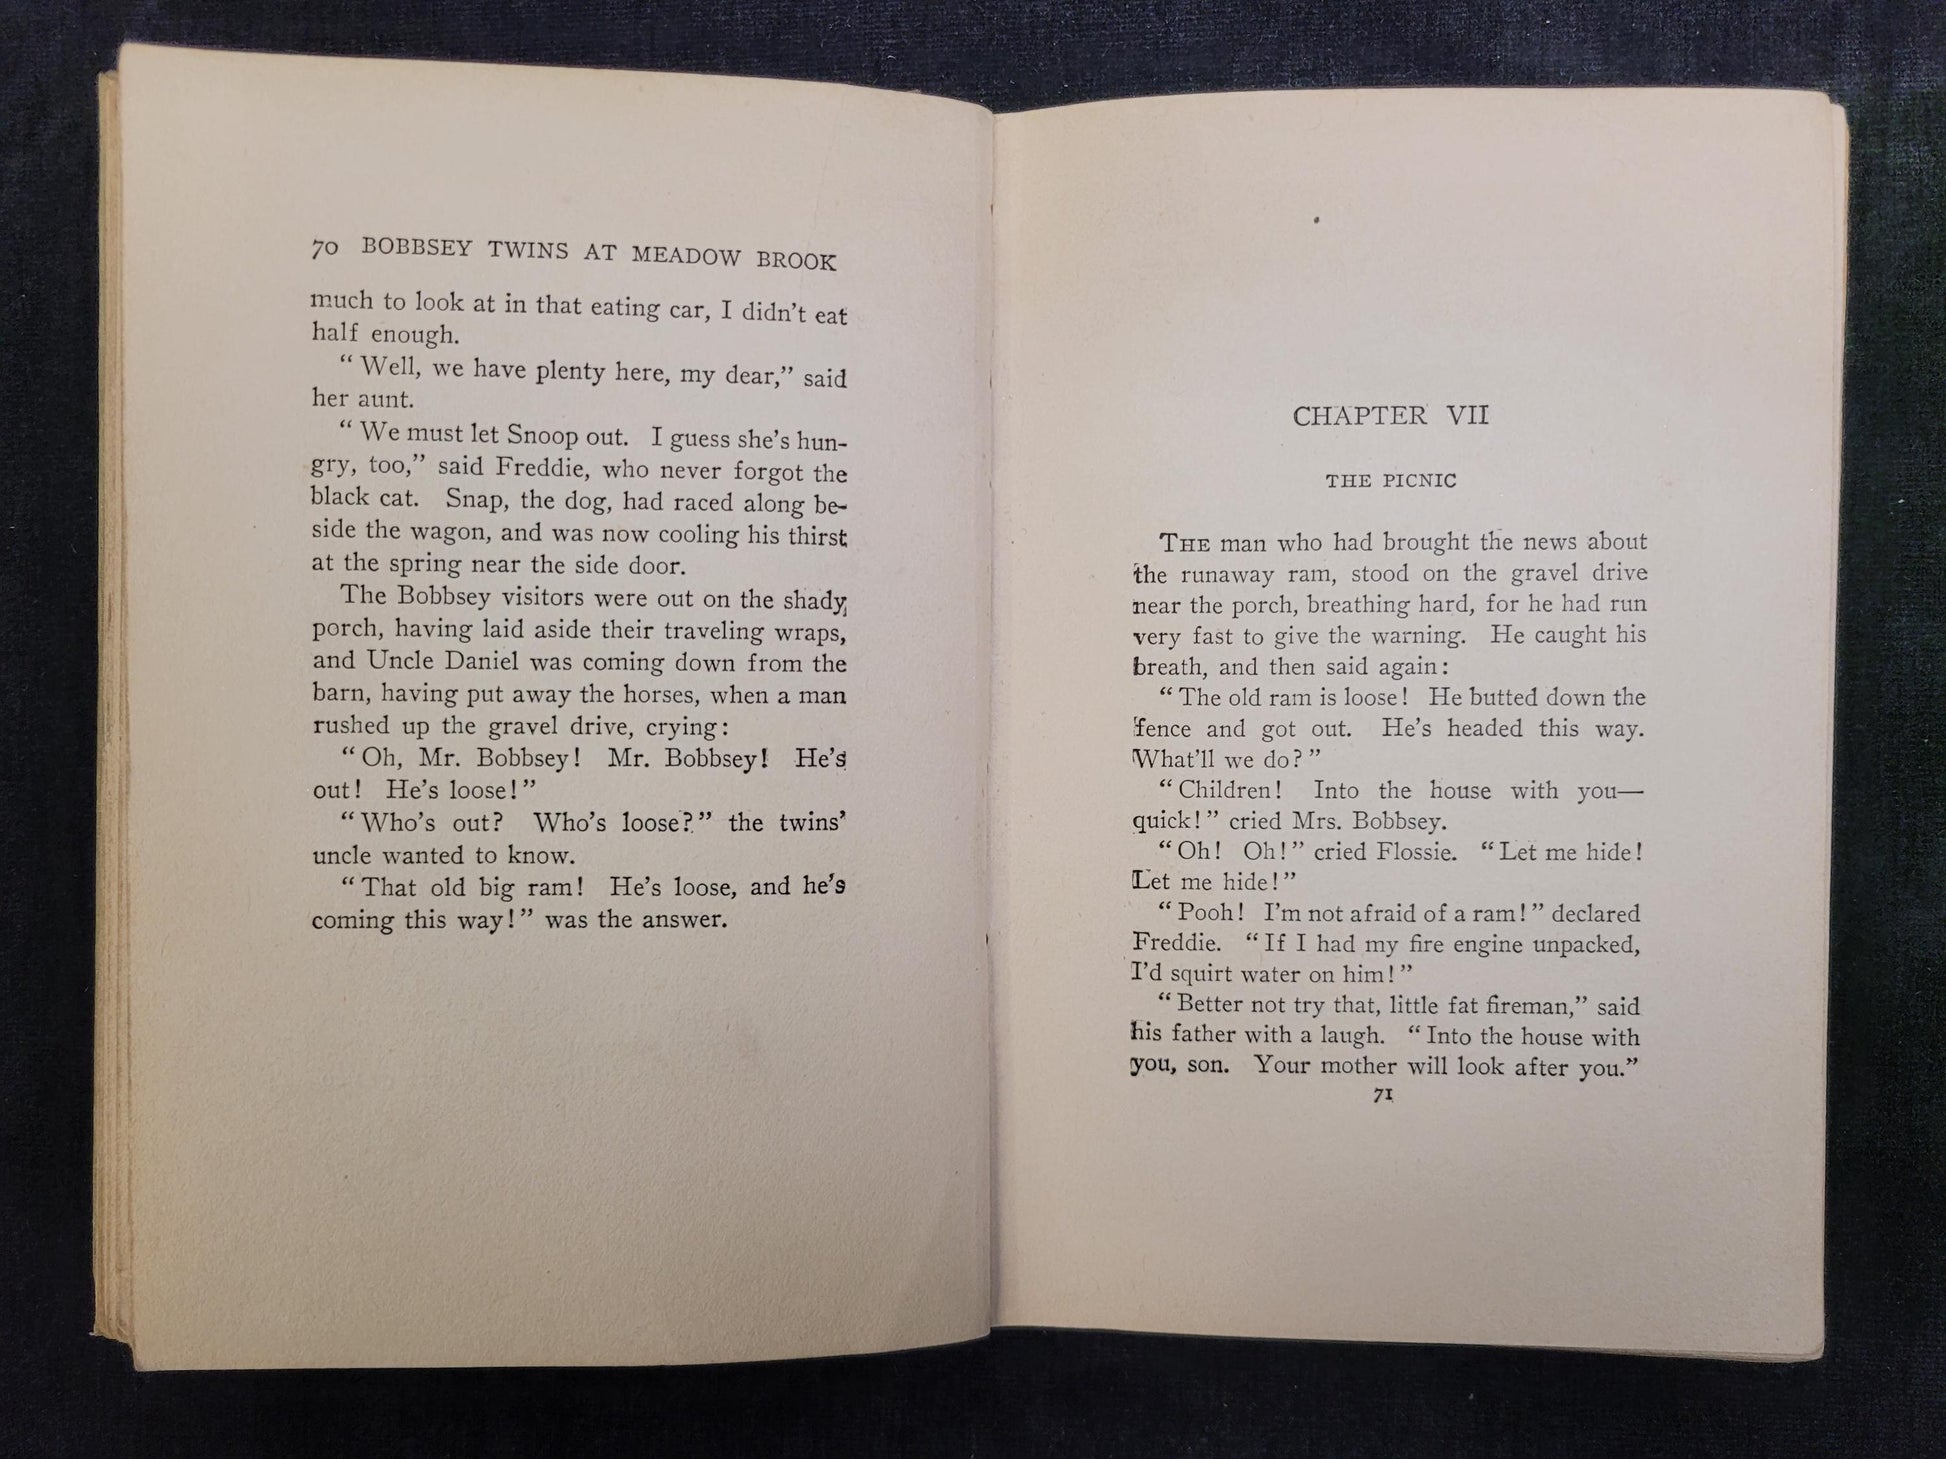 70 BOBBSEY TWINS AT MEADOW BROOK
much to look at in that eating car, I didn't eat
half enough.
“ Well, we have plenty here, my dear,” said
her aunt.
“ We must let Snoop out. I guess she's hun-
gry, too,” said Freddie, who never forgot the
black cat. Snap, the dog, had raced along be-
side the wagon, and was now cooling his thirst
at the spring near the side door.
The Bobbsey visitors were out on the shady
porch, having laid aside their traveling wraps,
and Uncle Daniel was coming down from the
barn, having put away the horses, when a man
rushed up the gravel drive, crying:
“ Oh, Mr. Bobbsey! Mr. Bobbsey! He's
out! He's loose!”
“ Who's out? Who's loose?” the twins'
uncle wanted to know.
“ That old big ram! He's loose, and he's
coming this way!” was the answer.
CHAPTER VII
THE PICNIC
THE man who had brought the news about
the runaway ram, stood on the gravel drive
near the porch, breathing hard, for he had run
very fast to give the warning. He caught his
breath, and then said again:
“ The old ram is loose! He butted down the
fence and got out. He's headed this way.
What'll we do?”
“ Children! Into the house with you—
quick!” cried Mrs. Bobbsey.
“ Oh! Oh!” cried Flossie. “ Let me hide!
Let me hide!”
“ Pooh! I'm not afraid of a ram!” declared
Freddie. “ If I had my fire engine unpacked,
I'd squirt water on him!”
“ Better not try that, little fat fireman,” said
his father with a laugh. “ Into the house with
you, son. Your mother will look after you.”
71